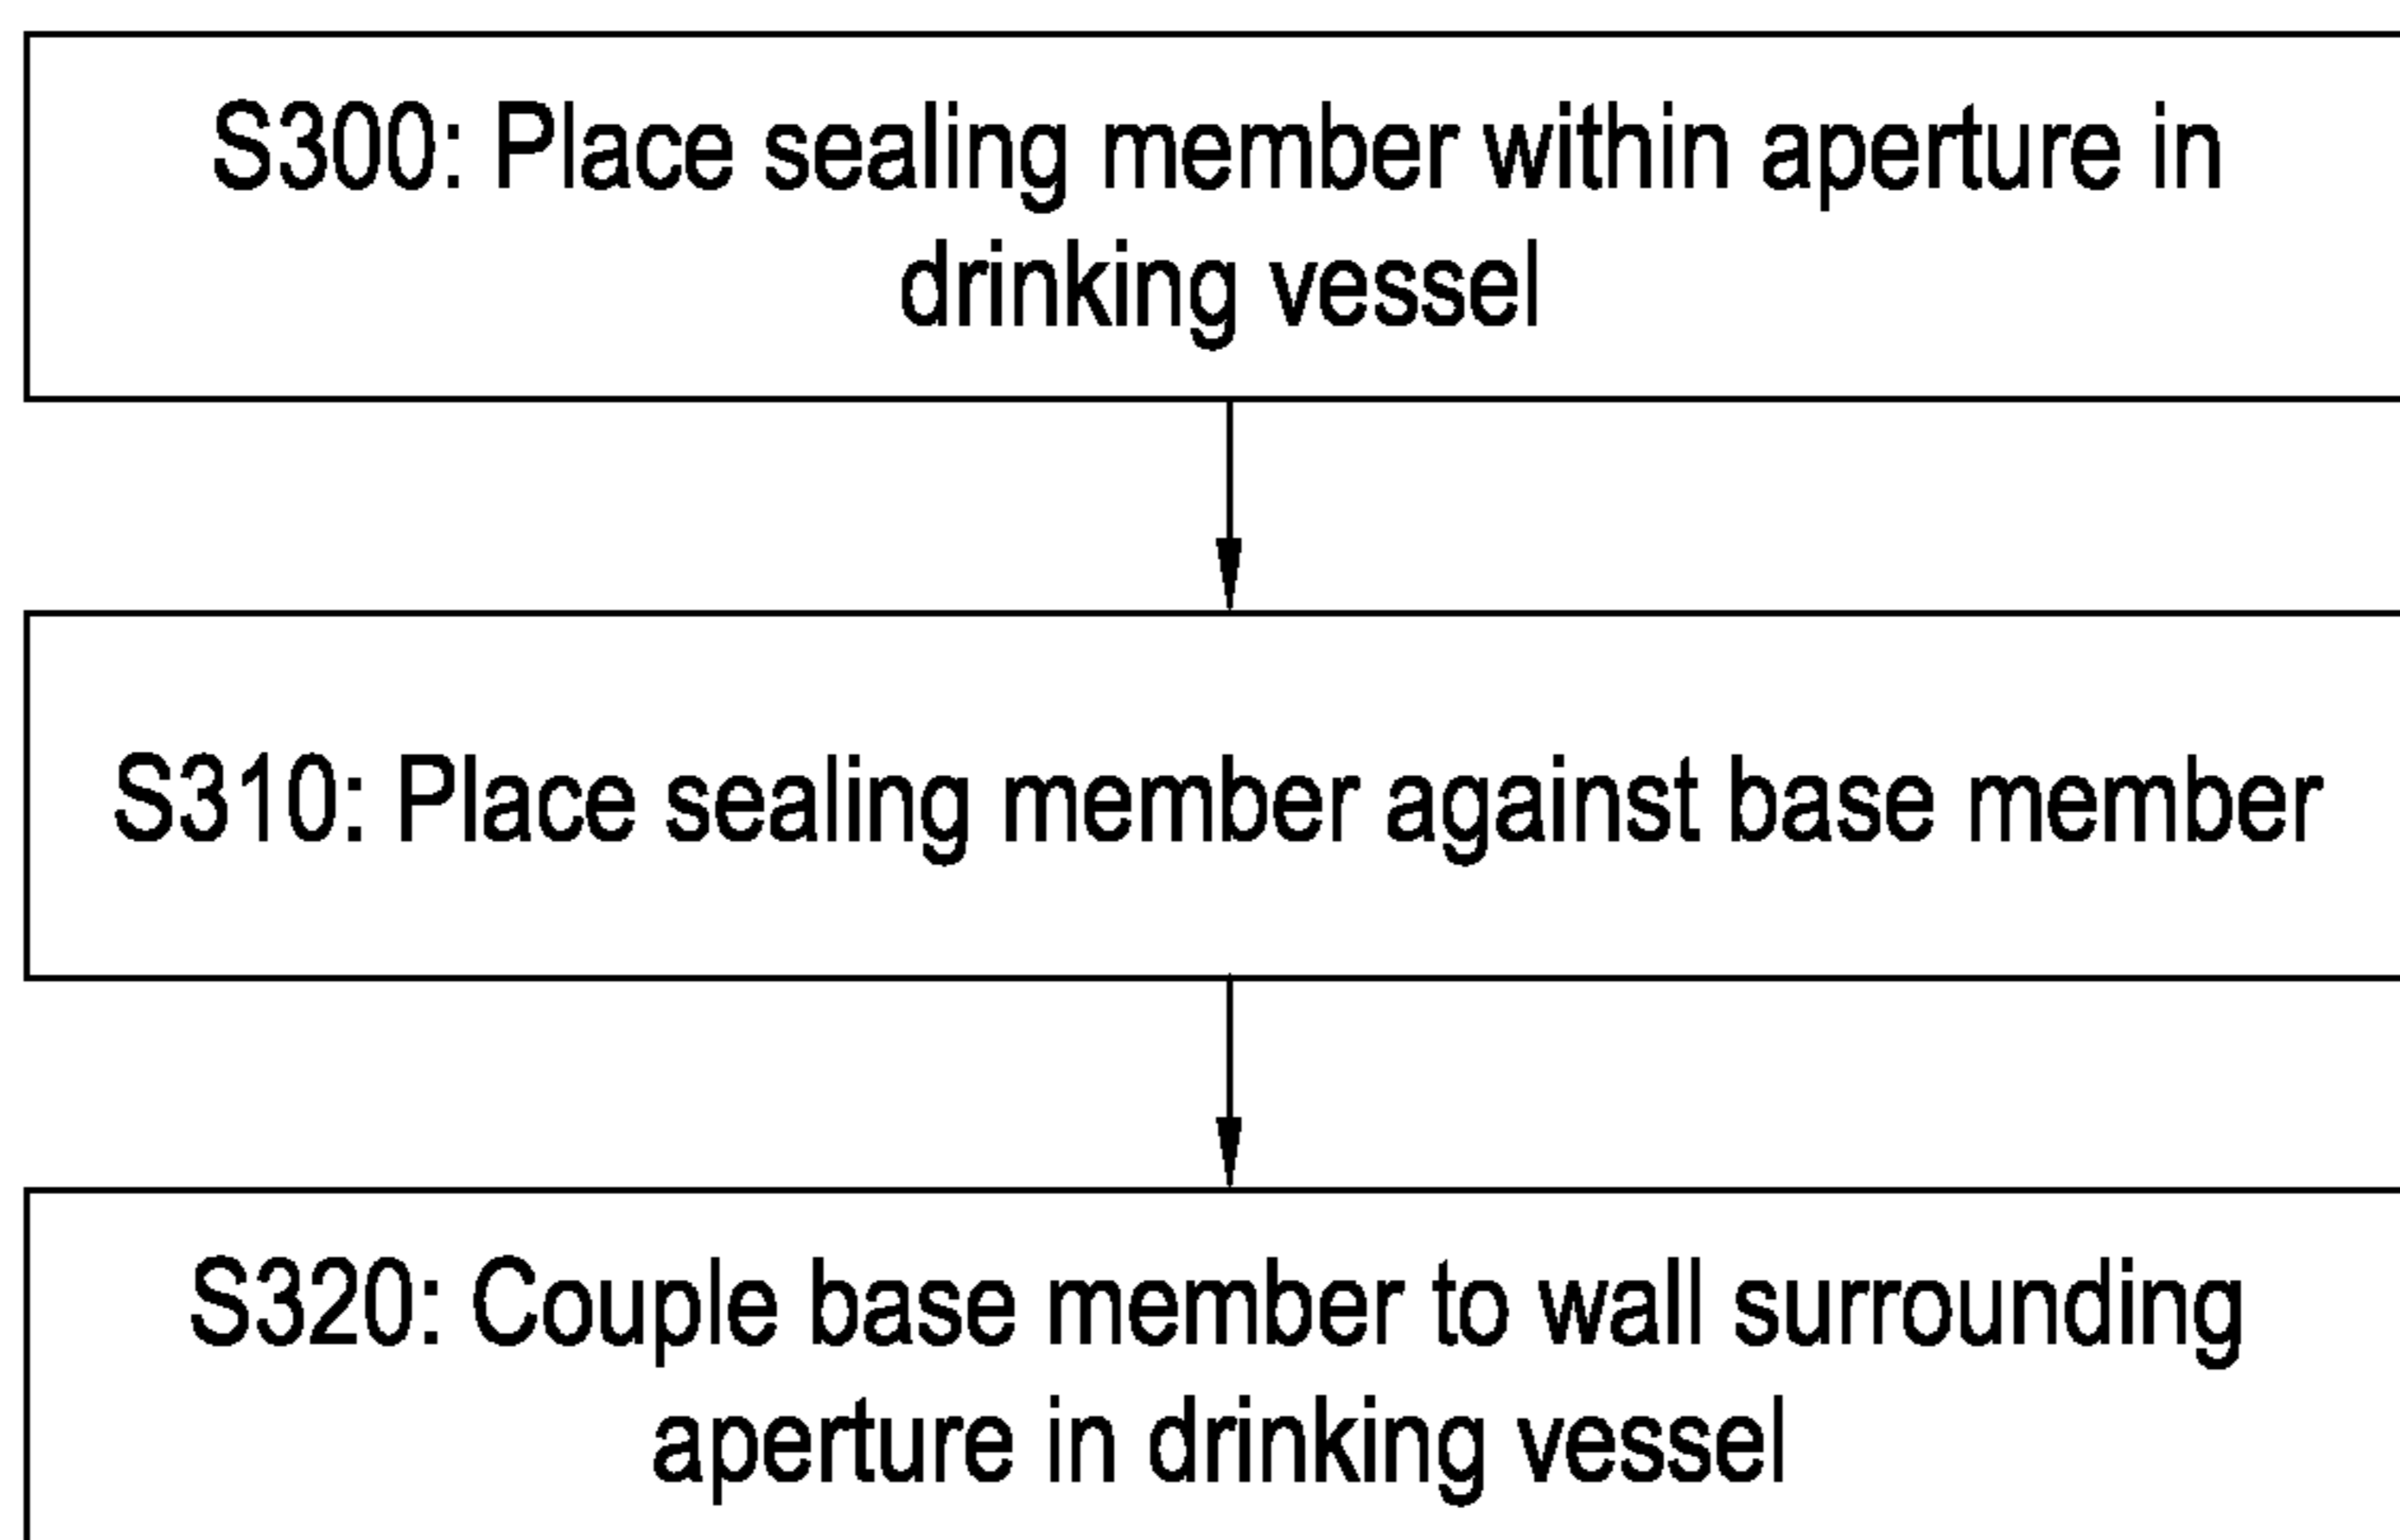 S300: Place sealing member within aperture in
drinking vessel
S310: Place sealing member against base member
S320: Couple base member to wall surrounding
aperture in drinking vessel